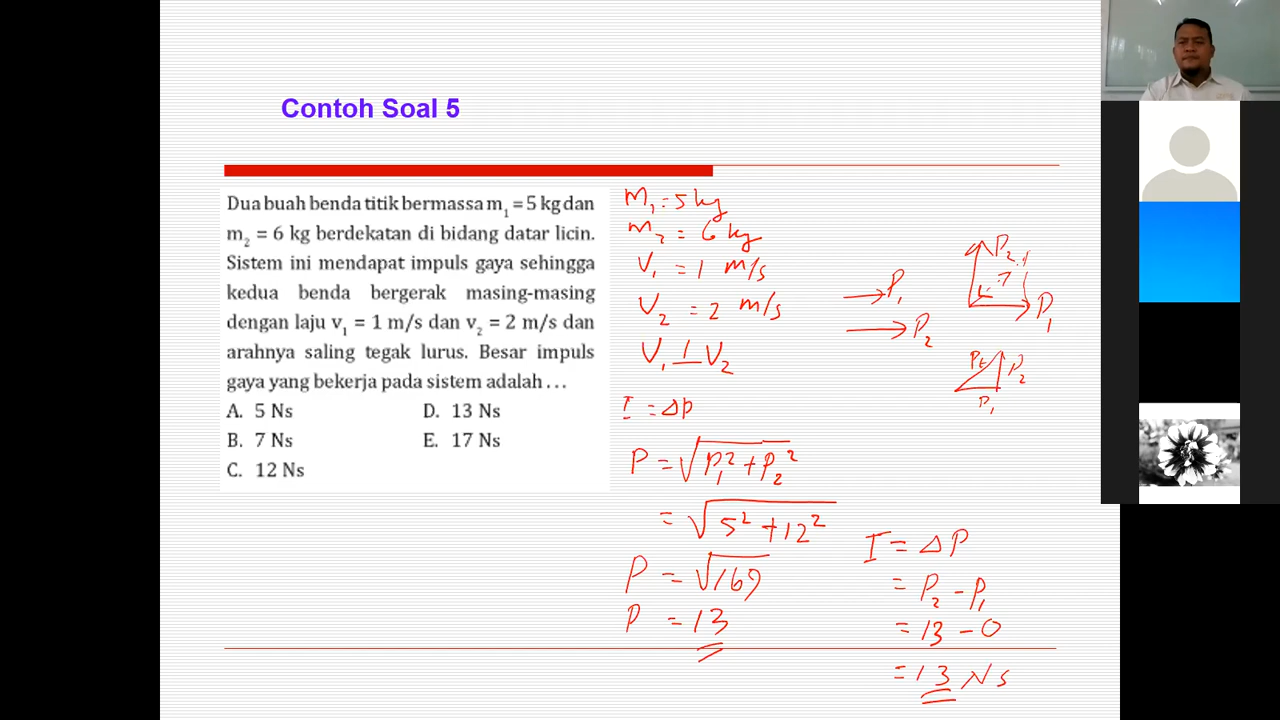 Contoh Soal 5
Dua buah benda titik bermassa m₁ = 5 kg dan
m₂ = 6 kg berdekatan di bidang datar licin.
Sistem ini mendapat impuls gaya sehingga
kedua benda bergerak masing-masing
dengan laju v₁ = 1 m/s dan v₂ = 2 m/s dan
arahnya saling tegak lurus. Besar impuls
gaya yang bekerja pada sistem adalah . . .
A. 5 Ns
B. 7 Ns
C. 12 Ns
D. 13 Ns
E. 17 Ns
m₁ = 5 kg
m₂ = 6 kg
V₁ = 1 m/s
V₂ = 2 m/s
V₁ ⊥ V₂
I = ΔP
P = √P₁² + P₂²
= √5² + 12²
P = √169
P = 13
P₁
P₂
P₂
P₁
Pt
P₂
P₁
I = ΔP
= P₂ - P₁
= 13 - 0
= 13 Ns